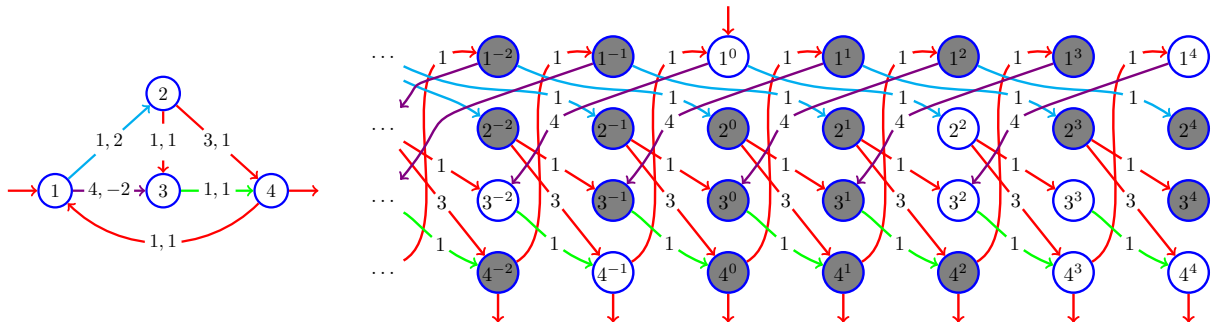 2
1, 2
1, 1
3, 1
1
4, −2
3
1, 1
4
1, 1
⋯ 1 1⁻² 1 1⁻¹ 1 1⁰ 1 1¹ 1 1² 1 1³ 1 1⁴
1 1 1 1 1 1
⋯ 2⁻² 4 2⁻¹ 4 2⁰ 4 2¹ 4 2² 4 2³ 4 2⁴
1 1 1 1 1 1 1
⋯ 3 3⁻² 3 3⁻¹ 3 3⁰ 3 3¹ 3 3² 3 3³ 3 3⁴
1 1 1 1 1 1 1
⋯ 4⁻² 4⁻¹ 4⁰ 4¹ 4² 4³ 4⁴